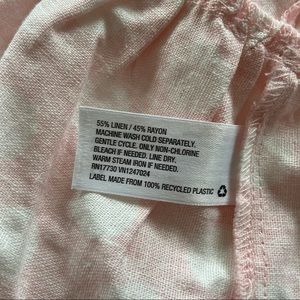 55% LINEN / 45% RAYON
MACHINE WASH COLD SEPARATELY.
GENTLE CYCLE. ONLY NON-CHLORINE
BLEACH IF NEEDED. LINE DRY.
WARM STEAM IRON IF NEEDED.
RN17730 VN1247024
LABEL MADE FROM 100% RECYCLED PLASTIC